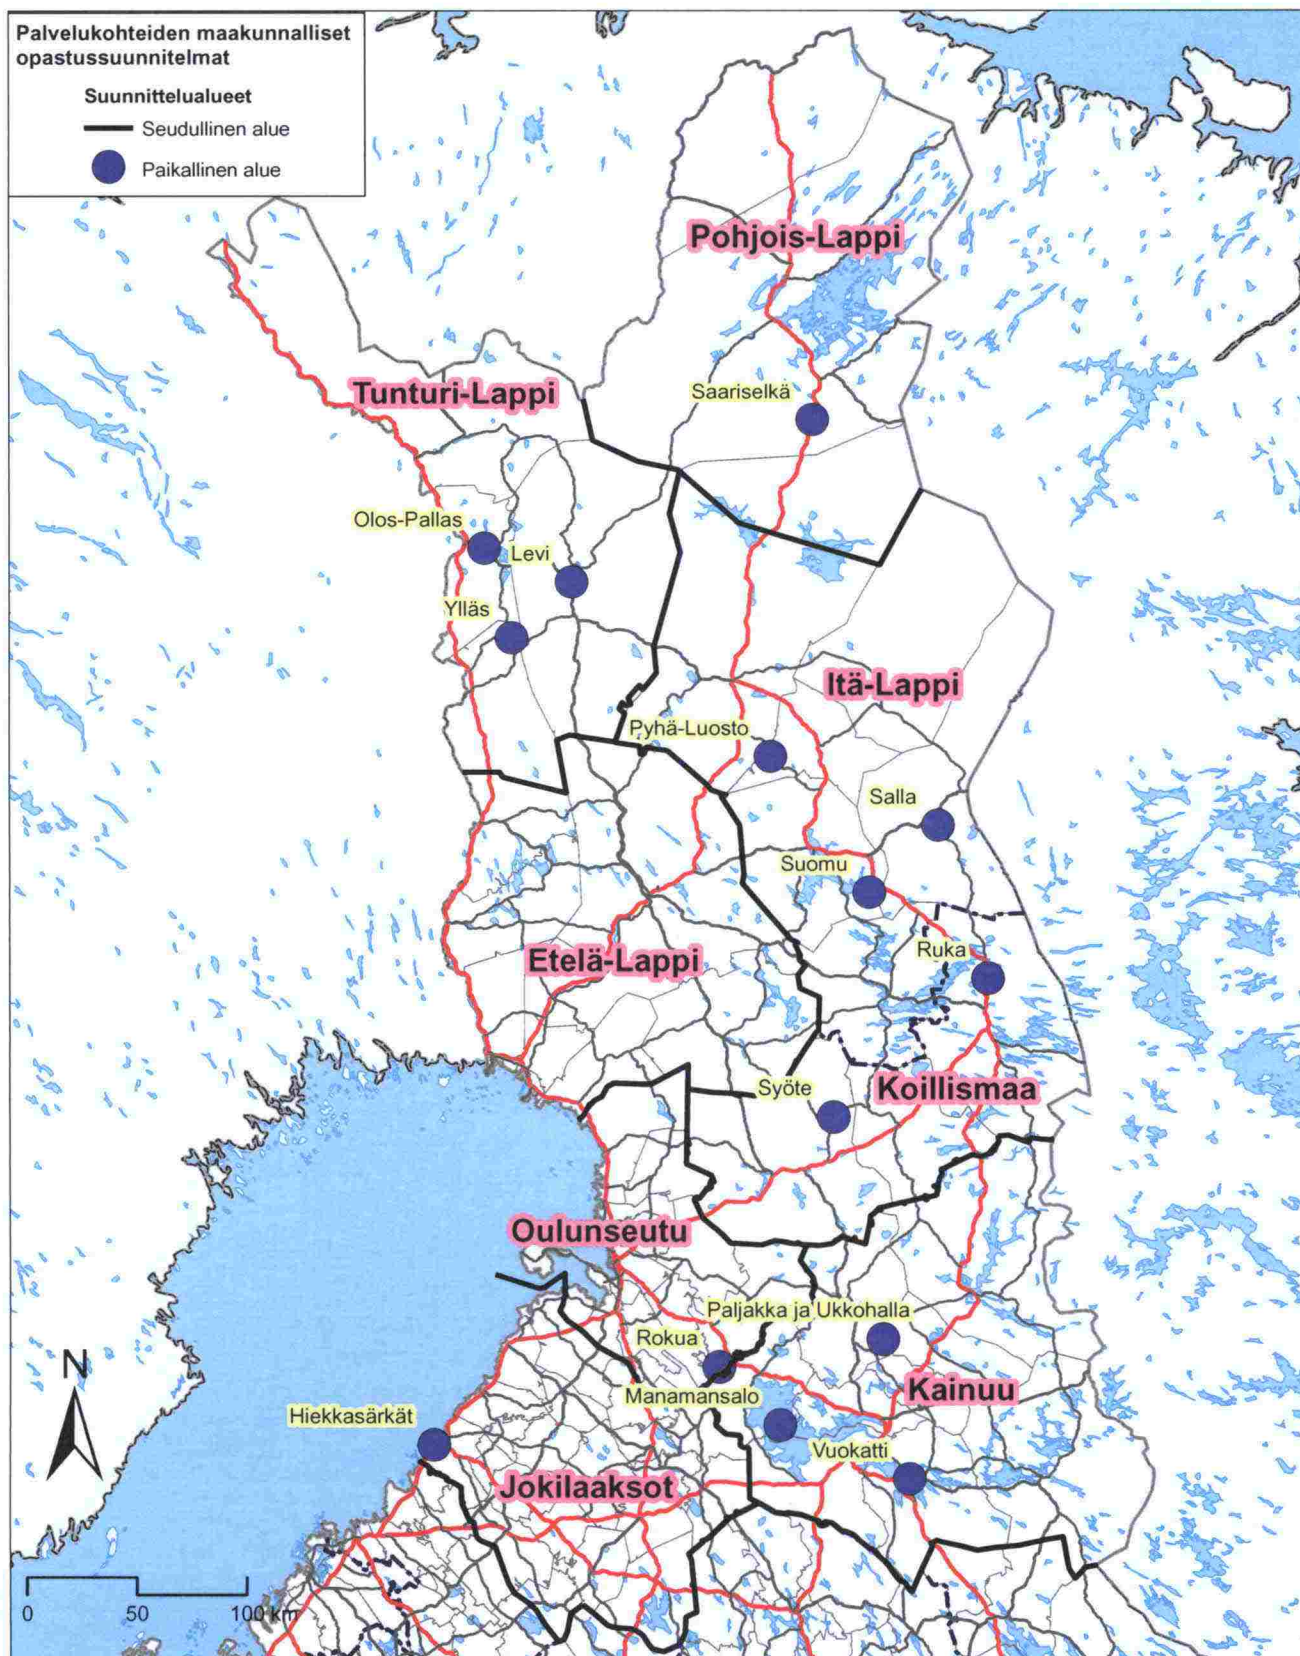 Palvelukohteiden maakunnalliset
opastussuunnitelmat
Suunnittelualueet
Seudullinen alue
Paikallinen alue
Pohjois-Lappi
Tunturi-Lappi
Saariselkä
Olos-Pallas
Levi
Ylläs
Itä-Lappi
Pyhä-Luosto
Salla
Suomu
Ruka
Etelä-Lappi
Syöte
Koillismaa
Oulunseutu
Paljakka ja Ukkohalla
Rokua
Manamansalo
Kainuu
Hiekkasärkät
Vuokatti
Jokilaaksot
N
0 50 100 km